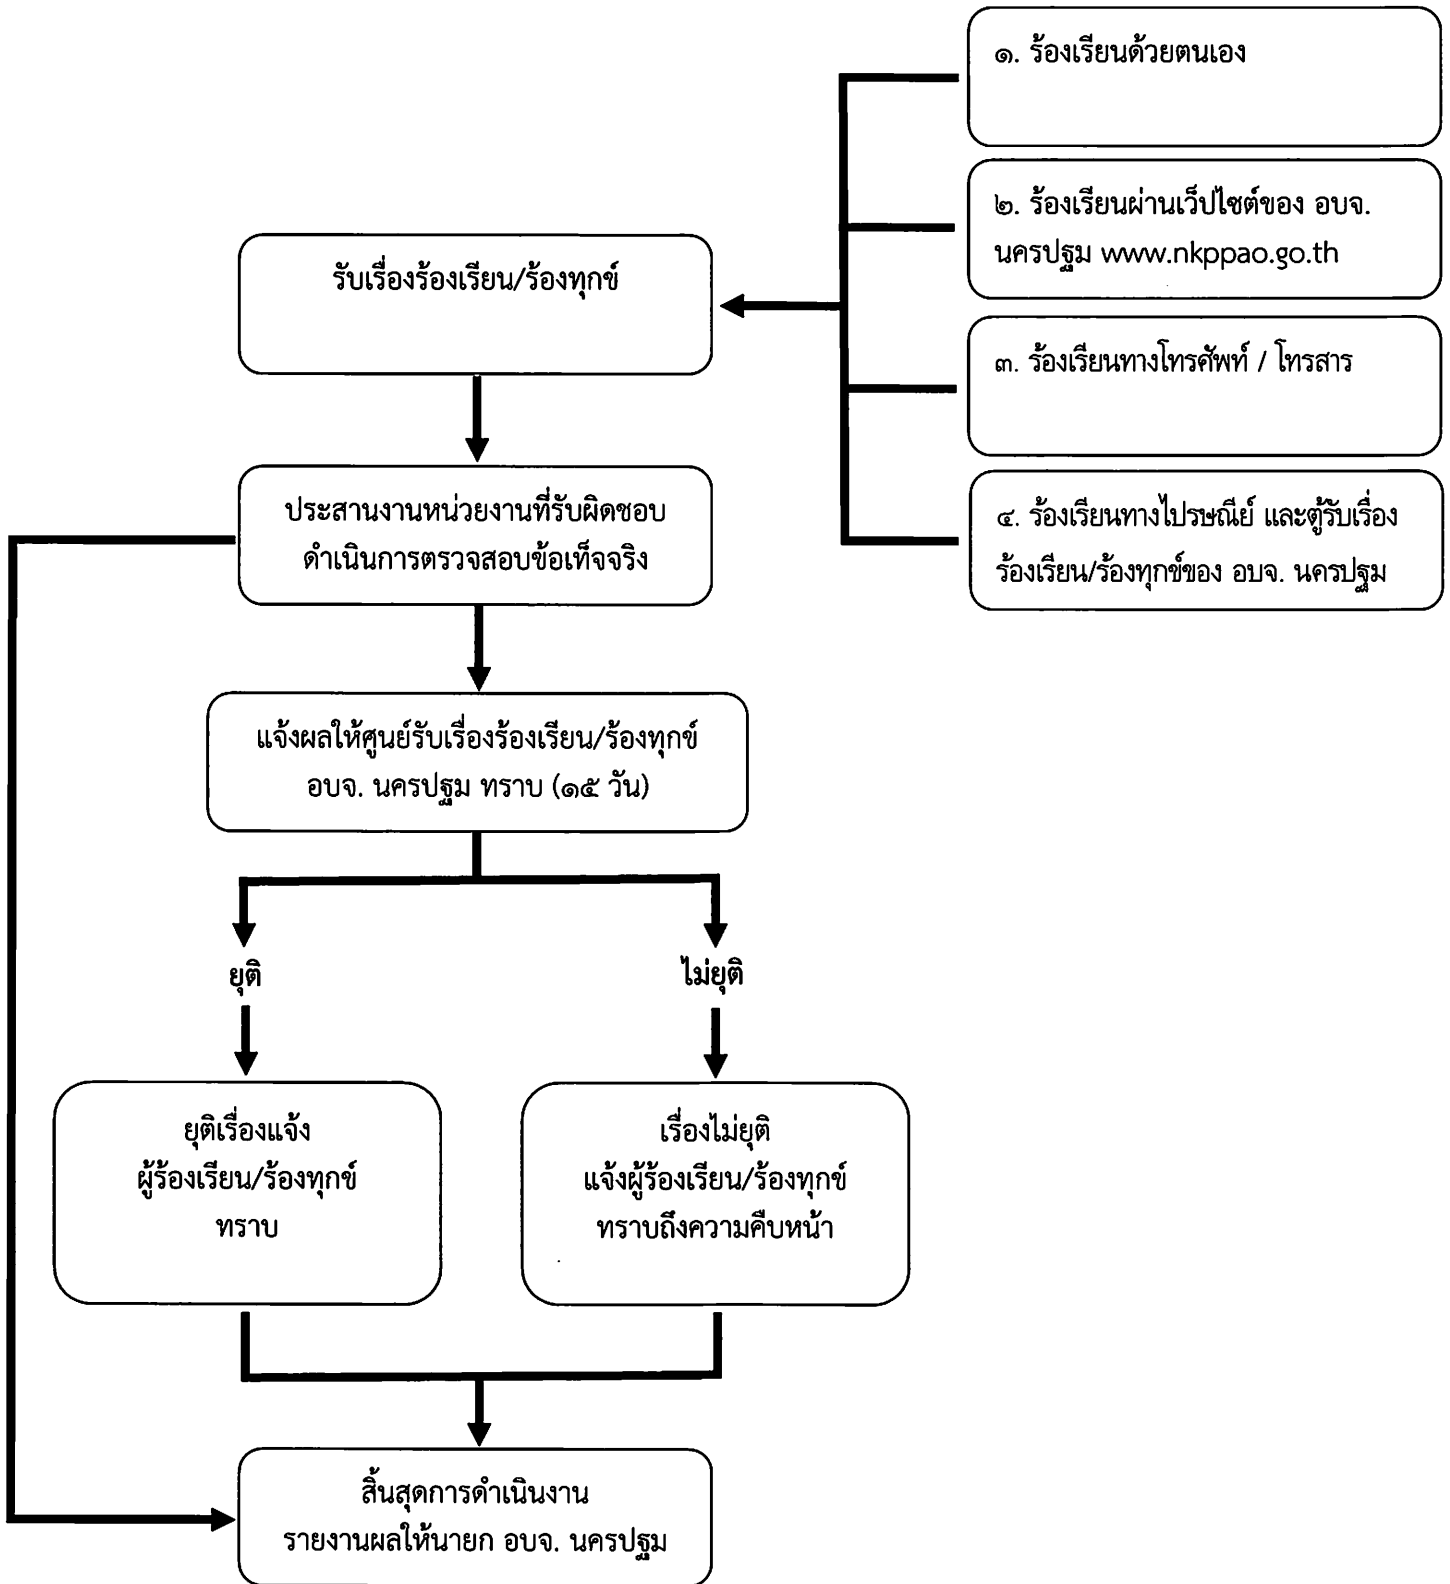 ๑. ร้องเรียนด้วยตนเอง
๒. ร้องเรียนผ่านเว็ปไซต์ของ อบจ.
นครปฐม www.nkppao.go.th
๓. ร้องเรียนทางโทรศัพท์ / โทรสาร
๔. ร้องเรียนทางไปรษณีย์ และตู้รับเรื่อง
ร้องเรียน/ร้องทุกข์ของ อบจ. นครปฐม
รับเรื่องร้องเรียน/ร้องทุกข์
ประสานงานหน่วยงานที่รับผิดชอบ
ดำเนินการตรวจสอบข้อเท็จจริง
แจ้งผลให้ศูนย์รับเรื่องร้องเรียน/ร้องทุกข์
อบจ. นครปฐม ทราบ (๑๕ วัน)
ยุติ
ไม่ยุติ
ยุติเรื่องแจ้ง
ผู้ร้องเรียน/ร้องทุกข์
ทราบ
เรื่องไม่ยุติ
แจ้งผู้ร้องเรียน/ร้องทุกข์
ทราบถึงความคืบหน้า
สิ้นสุดการดำเนินงาน
รายงานผลให้นายก อบจ. นครปฐม